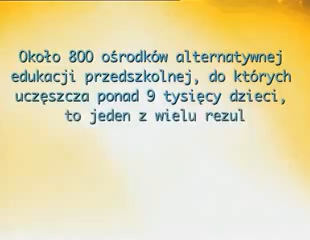 Około 800 ośrodków alternatywnej
edukacji przedszkolnej, do których
uczęszcza ponad 9 tysięcy dzieci,
to jeden z wielu rezul